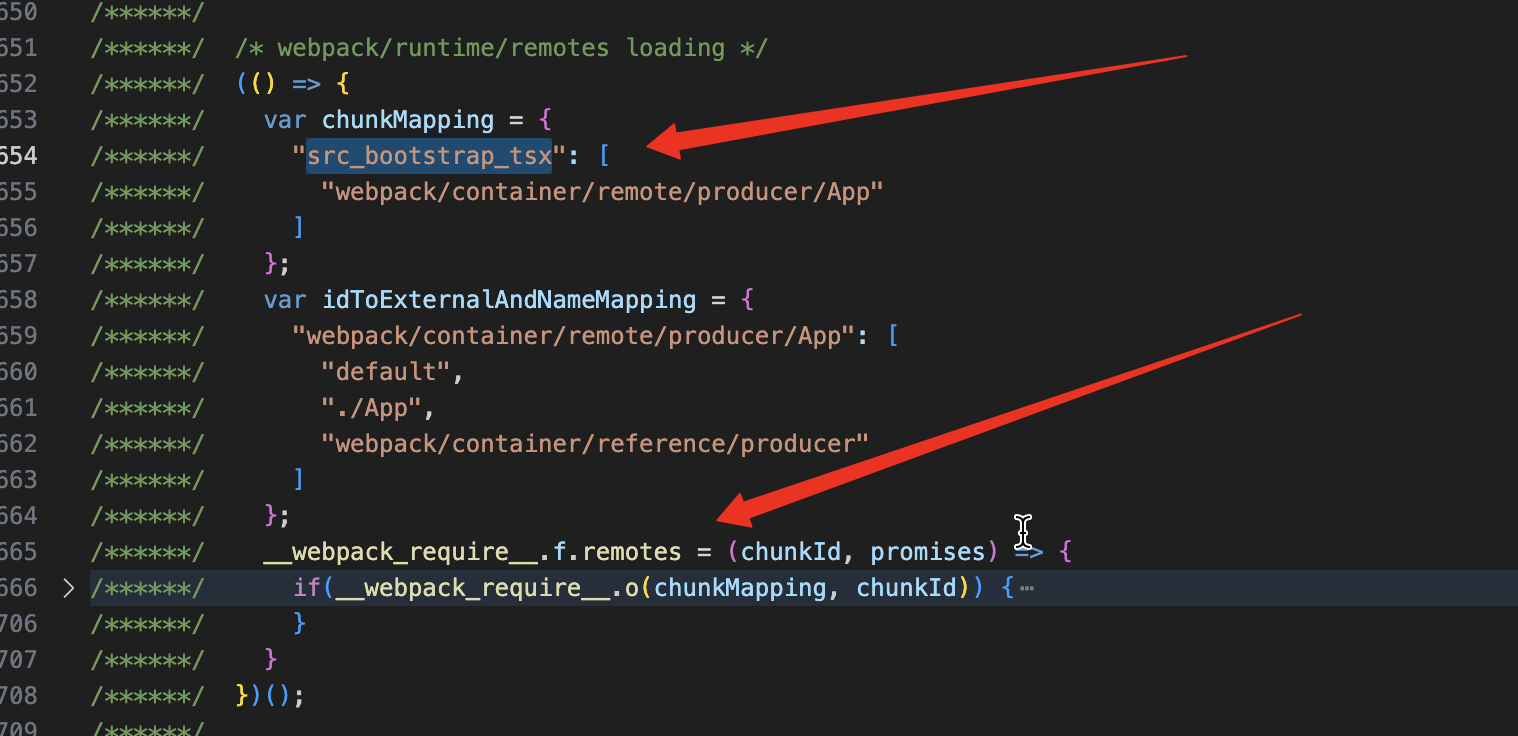 650 /******/
651 /******/ /* webpack/runtime/remotes loading */
652 /******/ (() => {
653 /******/ var chunkMapping = {
654 /******/ "src_bootstrap_tsx": [
655 /******/ "webpack/container/remote/producer/App"
656 /******/ ]
657 /******/ };
658 /******/ var idToExternalAndNameMapping = {
659 /******/ "webpack/container/remote/producer/App": [
660 /******/ "default",
661 /******/ "./App",
662 /******/ "webpack/container/reference/producer"
663 /******/ ]
664 /******/ };
665 /******/ __webpack_require__.f.remotes = (chunkId, promises) => {
666 /******/ if(__webpack_require__.o(chunkMapping, chunkId)) {⋯
706 /******/ }
707 /******/ }
708 /******/ })();
709 /******/